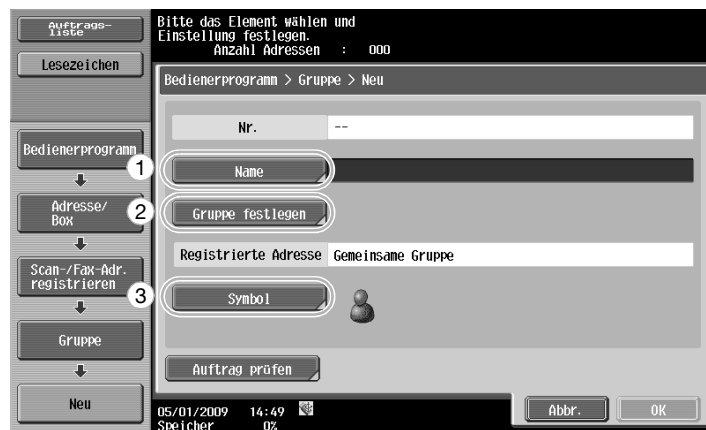 Auftrags-
liste
Lesezeichen
Bedienerprogramm
Adresse/
Box
Scan-/Fax-Adr.
registrieren
Gruppe
Neu
Bitte das Element wählen und
Einstellung festlegen.
Anzahl Adressen : 000
Bedienerprogramm > Gruppe > Neu
Nr. --
1 Name
2 Gruppe festlegen
Registrierte Adresse Gemeinsame Gruppe
3 Symbol
Auftrag prüfen
05/01/2009 14:49
Speicher 0%
Abbr. OK